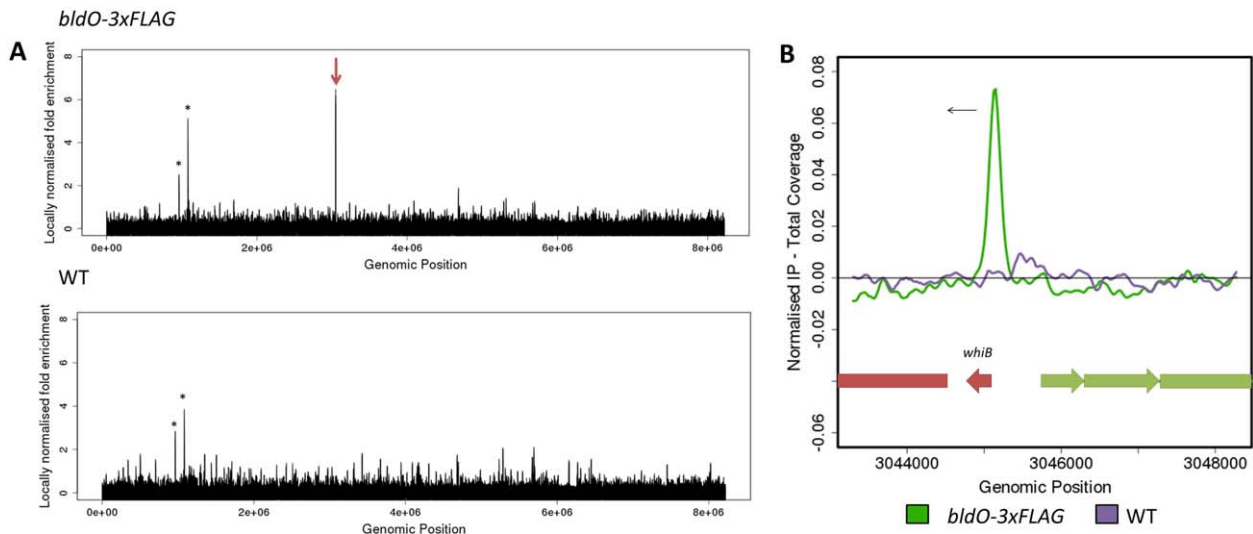 bldO-3xFLAG
A
Locally normalised fold enrichment
8
6
4
2
0
*
*
0e+00 2e+06 4e+06 6e+06 8e+06
Genomic Position
WT
Locally normalised fold enrichment
8
6
4
2
0
*
*
0e+00 2e+06 4e+06 6e+06 8e+06
Genomic Position
B
Normalised IP - Total Coverage
0.08
0.06
0.04
0.02
0.00
-0.02
-0.06
whiB
3044000 3046000 3048000
Genomic Position
bldO-3xFLAG WT